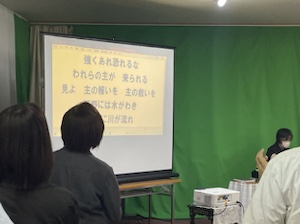 強くあれ恐れるな
われらの主が 来られる
見よ 主の報いを 主の救いを
には水がわき
に川が流れ